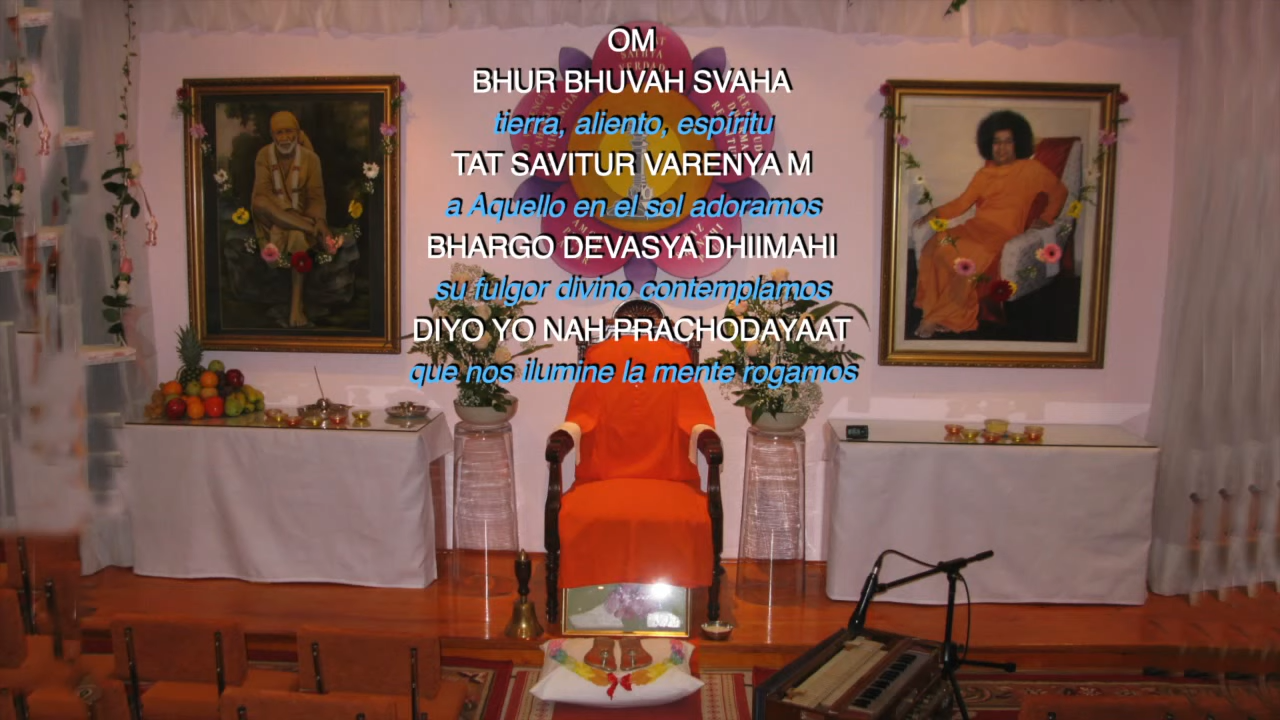 OM
BHUR BHUVAH SVAHA
tierra, aliento, espíritu
TAT SAVITUR VARENYA M
a Aquello en el sol adoramos
BHARGO DEVASYA DHIIMAHI
su fulgor divino contemplamos
DIYO YO NAH PRACHODAYAAT
que nos ilumine la mente rogamos
VERDAD